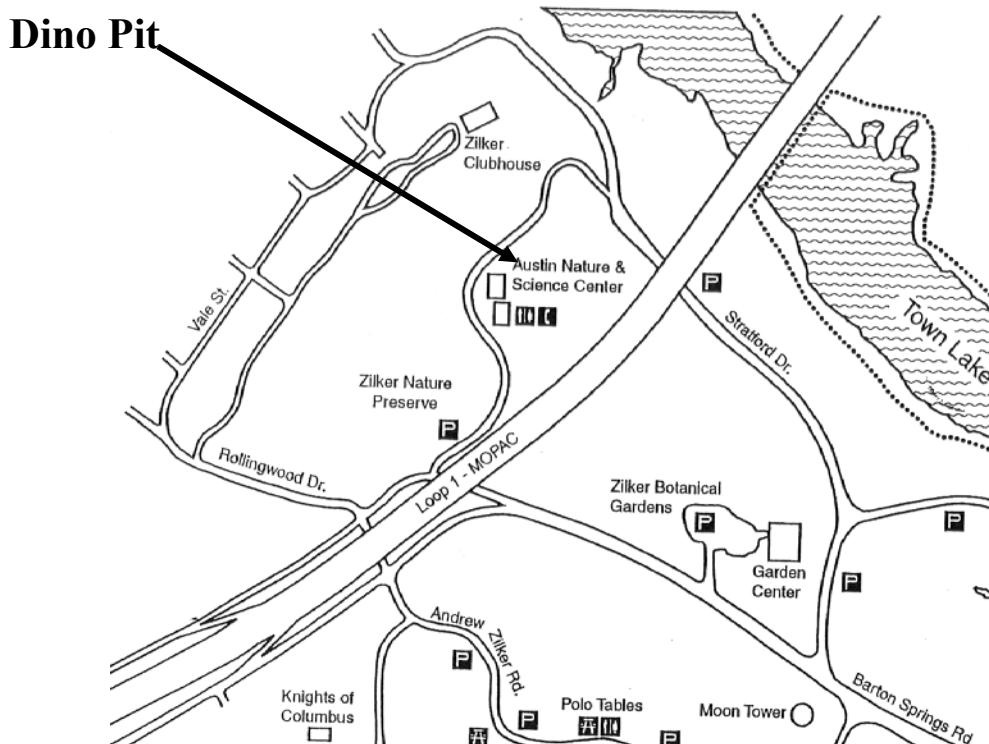 Dino Pit
Zilker
Clubhouse
Austin Nature &
Science Center
Vale St.
P
Stratford Dr.
Town Lake
Zilker Nature
Preserve
P
Rollingwood Dr.
Loop 1 - MOPAC
Zilker Botanical
Gardens
P
P
Garden
Center
P
Andrew
Zilker Rd.
P
Knights of
Columbus
Polo Tables
P
P
Moon Tower
Barton Springs Rd